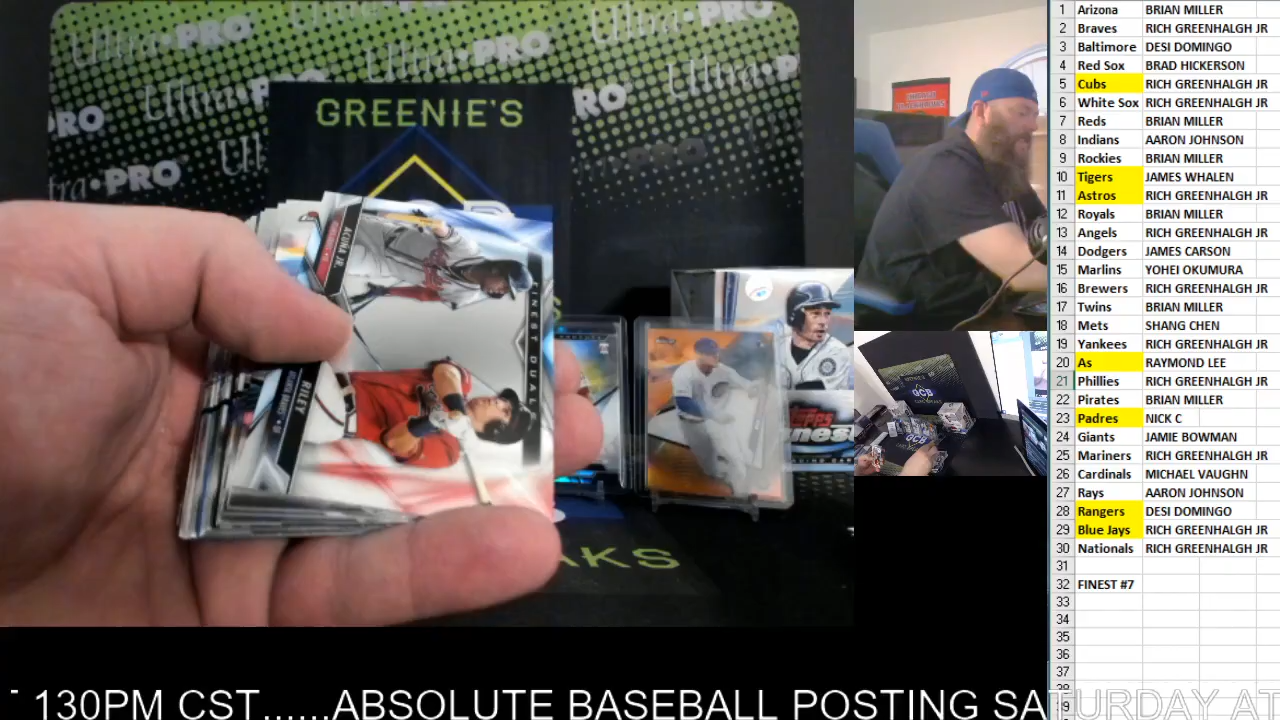 Ultra•PRO
Ultra•PRO
Ultra•PRO
GREENIE'S
ACUNA JR.
RILEY
FINEST DUALS
AKS
- 130PM CST......ABSOLUTE BASEBALL POSTING SATURDAY AT
1 Arizona BRIAN MILLER
2 Braves RICH GREENHALGH JR
3 Baltimore DESI DOMINGO
4 Red Sox BRAD HICKERSON
5 Cubs RICH GREENHALGH JR
6 White Sox RICH GREENHALGH JR
7 Reds BRIAN MILLER
8 Indians AARON JOHNSON
9 Rockies BRIAN MILLER
10 Tigers JAMES WHALEN
11 Astros RICH GREENHALGH JR
12 Royals BRIAN MILLER
13 Angels RICH GREENHALGH JR
14 Dodgers JAMES CARSON
15 Marlins YOHEI OKUMURA
16 Brewers RICH GREENHALGH JR
17 Twins BRIAN MILLER
18 Mets SHANG CHEN
19 Yankees RICH GREENHALGH JR
20 As RAYMOND LEE
21 Phillies RICH GREENHALGH JR
22 Pirates BRIAN MILLER
23 Padres NICK C
24 Giants JAMIE BOWMAN
25 Mariners RICH GREENHALGH JR
26 Cardinals MICHAEL VAUGHN
27 Rays AARON JOHNSON
28 Rangers DESI DOMINGO
29 Blue Jays RICH GREENHALGH JR
30 Nationals RICH GREENHALGH JR
31
32 FINEST #7
33
34
35
36
37